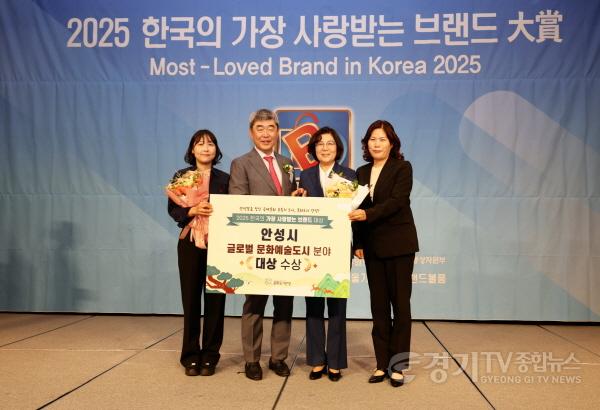 2025 한국의 가장 사랑받는 브랜드 大賞
Most-Loved Brand in Korea 2025
B
2025 한국의 가장 사랑받는 브랜드 대상
안성시
글로벌 문화예술도시 분야
대상 수상
경기TV종합뉴스
GYEONG GI TV NEWS